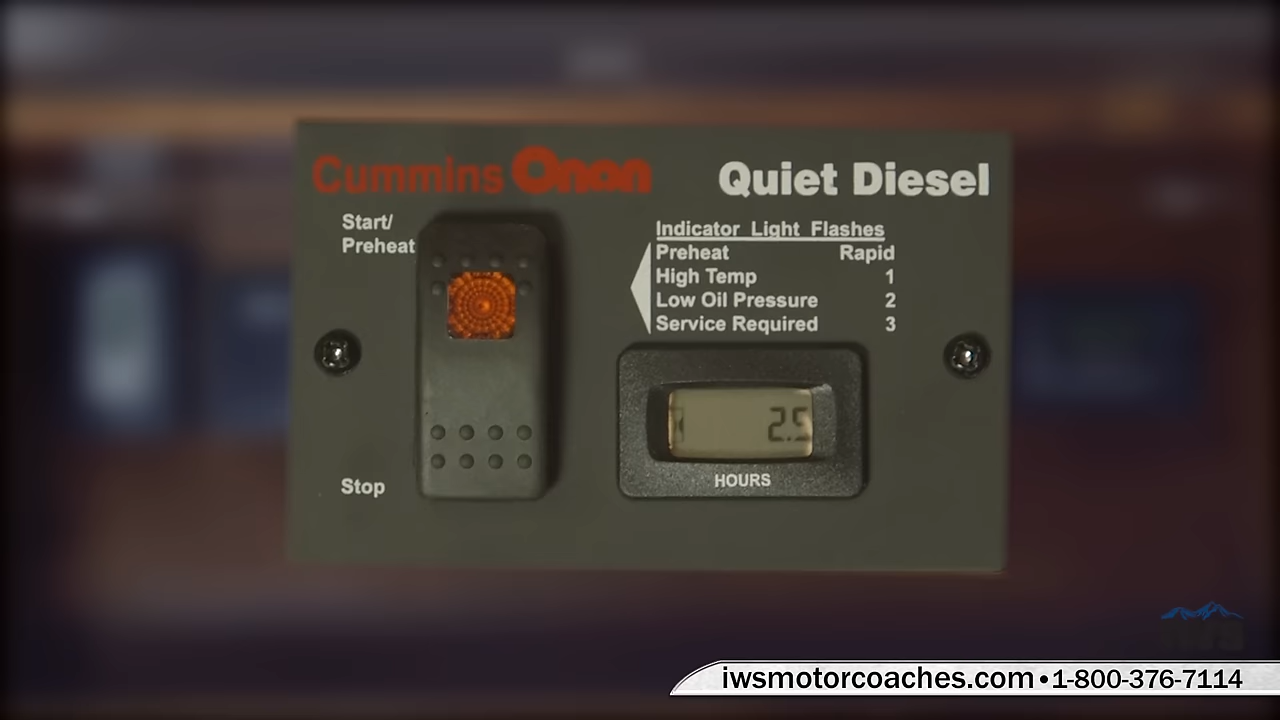 Cummins Onan
Quiet Diesel
Start/
Preheat
Indicator Light Flashes
Preheat Rapid
High Temp 1
Low Oil Pressure 2
Service Required 3
2.5
HOURS
Stop
iwsmotorcoaches.com • 1-800-376-7114